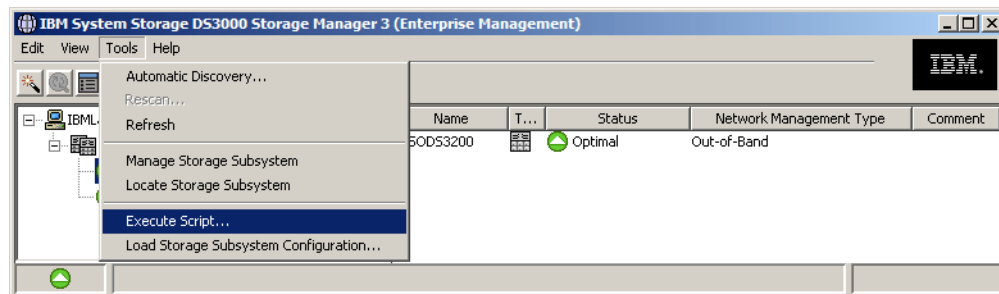 IBM System Storage DS3000 Storage Manager 3 (Enterprise Management)
Edit View Tools Help
IBM.
Automatic Discovery...
Rescan...
Refresh
Manage Storage Subsystem
Locate Storage Subsystem
Execute Script...
Load Storage Subsystem Configuration...
IBML
Name T... Status Network Management Type Comment
SODS3200 Optimal Out-of-Band